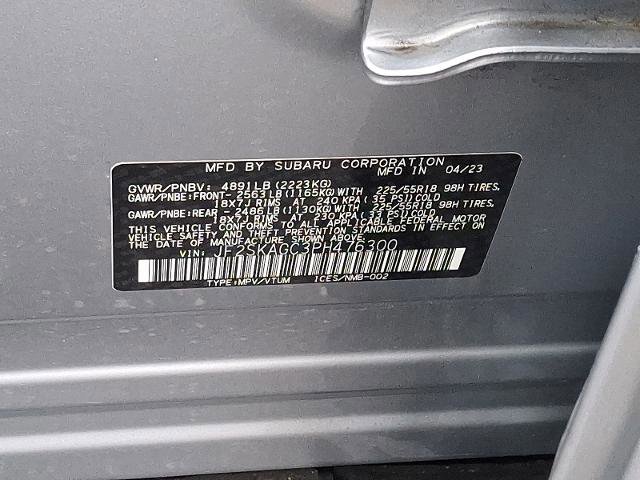 MFD BY SUBARU CORPORATION
MFD IN 04/23
GVWR/PNBV: 4891LB (2223KG)
GAWR/PNBE:FRONT- 2563LB(1165KG)WITH 225/55R18 98H TIRES,
18X7J RIMS AT 240 KPA(35 PSI)COLD
GAWR/PNBE:REAR - 2486LB(1130KG)WITH 225/55R18 98H TIRES,
18X7J RIMS AT 230 KPA(33 PSI)COLD
THIS VEHICLE CONFORMS TO ALL APPLICABLE FEDERAL MOTOR
VEHICLE SAFETY, BUMPER, AND THEFT PREVENTION STANDARDS IN EFFECT
ON THE DATE OF MANUFACTURE SHOWN ABOVE.
VIN: JF2SKAGC3PH476300
TYPE:MPV/VTUM ICES/NMB-002